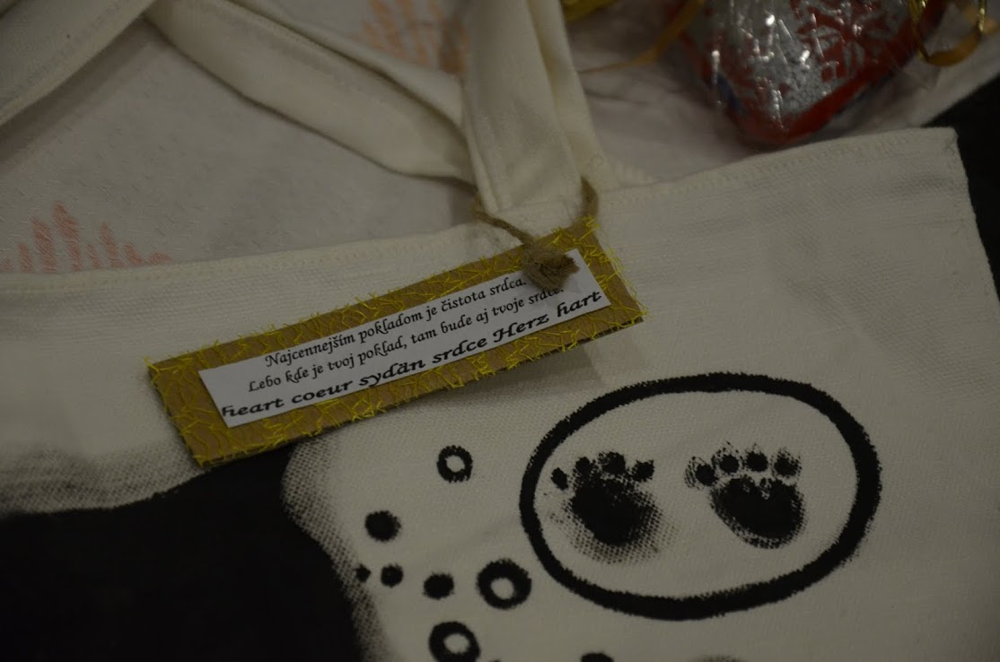 Najcennejším pokladom je čistota srdca.
Lebo kde je tvoj poklad, tam bude aj tvoje srdce.
heart coeur sydän srdce Herz hart